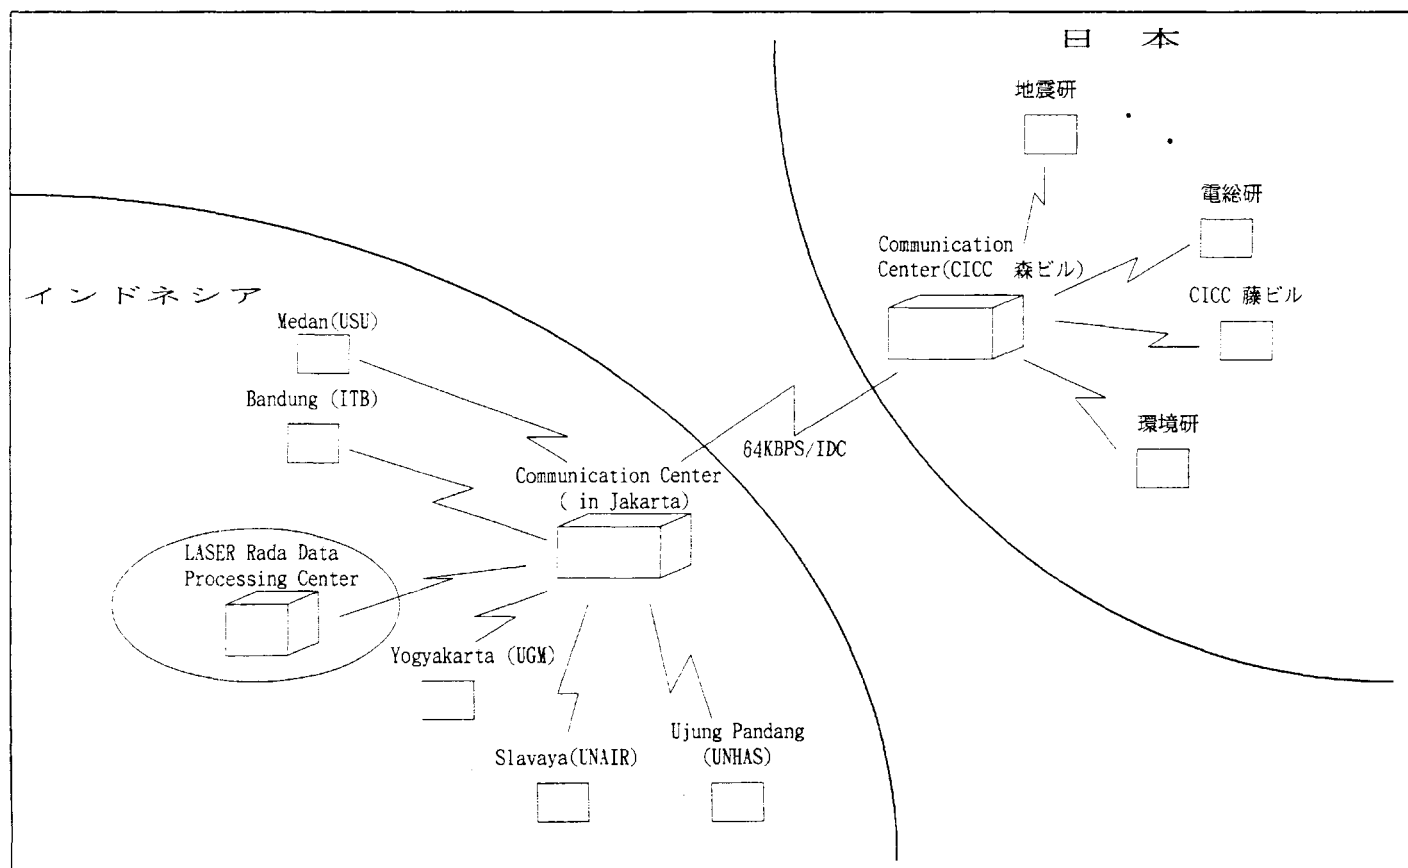 日 本
地震研
電総研
Communication
Center(CICC 森ビル)
CICC 藤ビル
環境研
インドネシア
Medan(USU)
Bandung (ITB)
64KBPS/IDC
Communication Center
( in Jakarta)
LASER Rada Data
Processing Center
Yogyakarta (UGM)
Slavaya(UNAIR)
Ujung Pandang
(UNHAS)